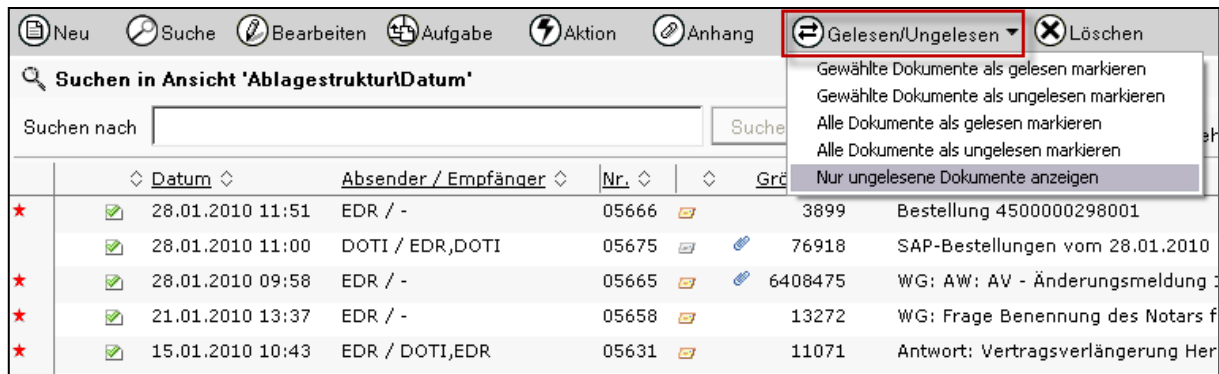 Neu Suche Bearbeiten Aufgabe Aktion Anhang Gelesen/Ungelesen Löschen
Suchen in Ansicht 'Ablagestruktur\Datum'
Gewählte Dokumente als gelesen markieren
Gewählte Dokumente als ungelesen markieren
Alle Dokumente als gelesen markieren
Alle Dokumente als ungelesen markieren
Nur ungelesene Dokumente anzeigen
Suchen nach Suche
Datum Absender / Empfänger Nr.
28.01.2010 11:51 EDR / - 05666 3899 Bestellung 4500000298001
28.01.2010 11:00 DOTI / EDR,DOTI 05675 76918 SAP-Bestellungen vom 28.01.2010
28.01.2010 09:58 EDR / - 05665 6408475 WG: AW: AV - Änderungsmeldung
21.01.2010 13:37 EDR / - 05658 13272 WG: Frage Benennung des Notars f
15.01.2010 10:43 EDR / DOTI,EDR 05631 11071 Antwort: Vertragsverlängerung Her